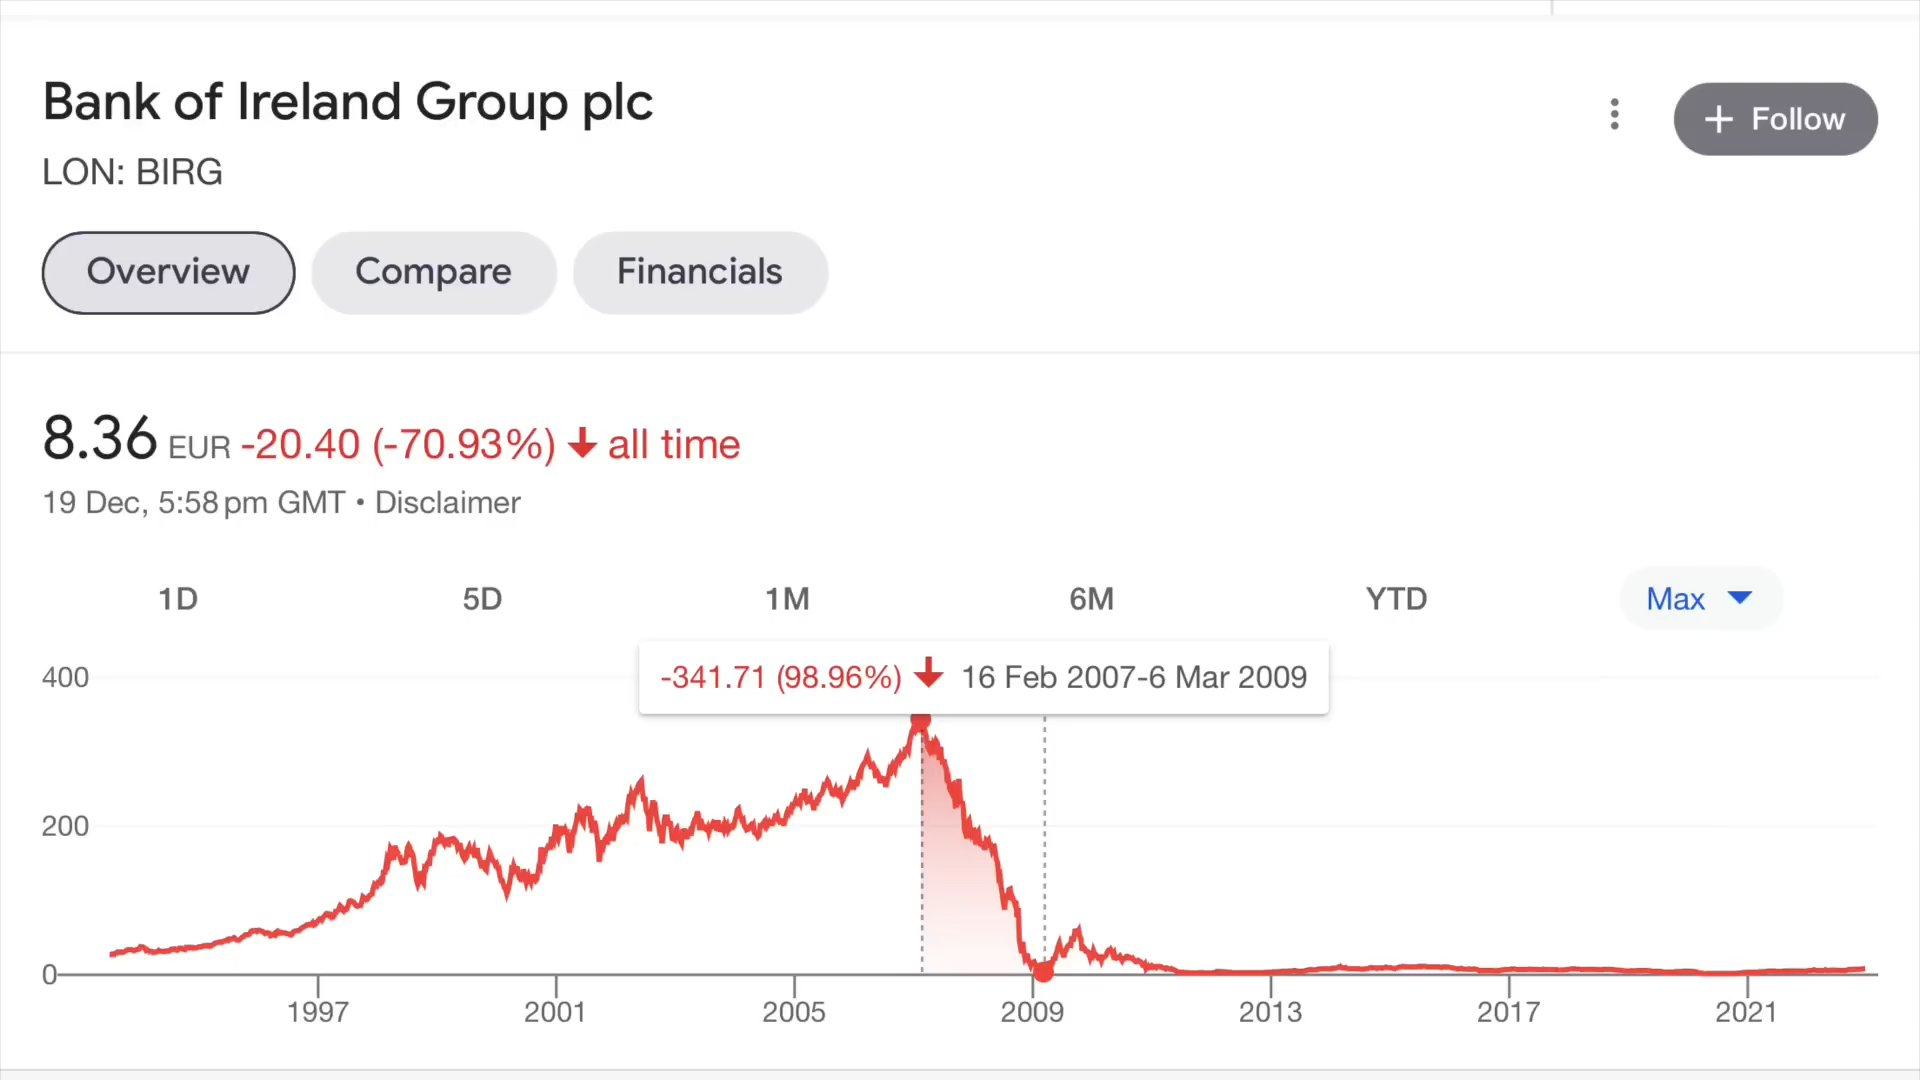 Bank of Ireland Group plc
+ Follow
LON: BIRG
Overview Compare Financials
8.36 EUR -20.40 (-70.93%) ↓ all time
19 Dec, 5:58 pm GMT • Disclaimer
1D 5D 1M 6M YTD Max
-341.71 (98.96%) ↓ 16 Feb 2007-6 Mar 2009
400
200
0
1997 2001 2005 2009 2013 2017 2021